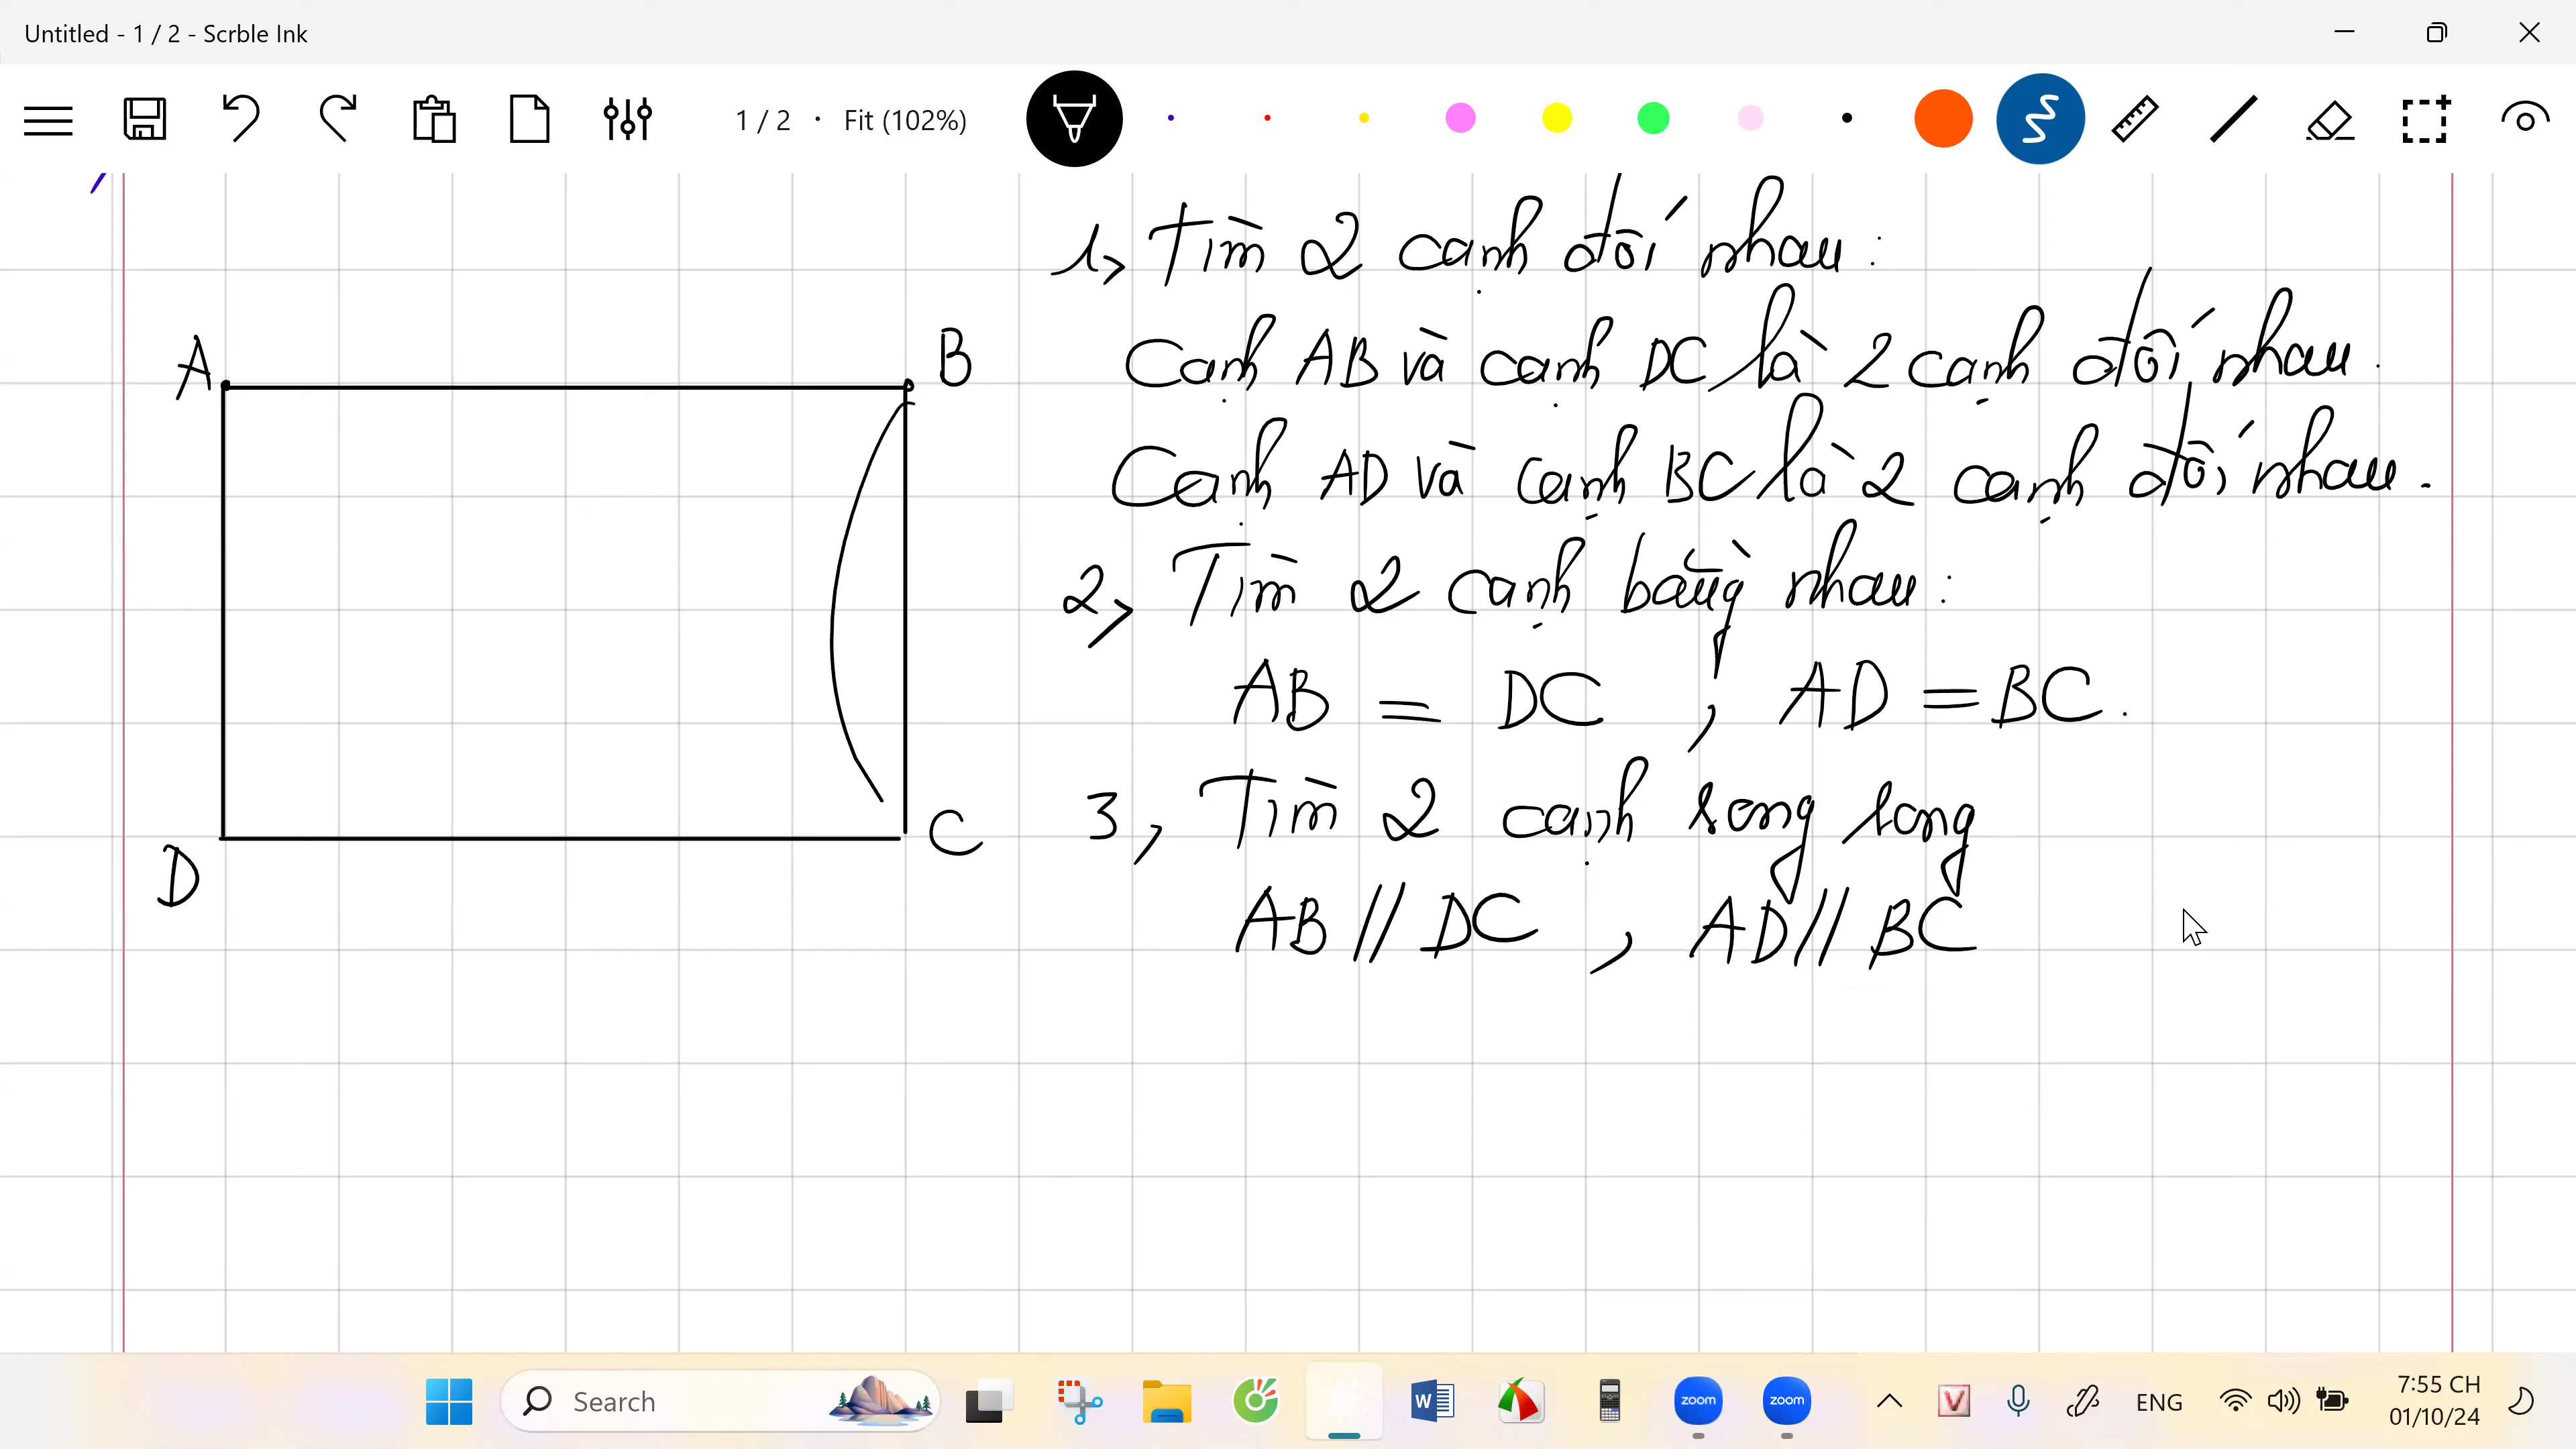 Untitled - 1 / 2 - Scrble Ink
1 / 2 · Fit (102%)
1, Tìm 2 cạnh đối nhau:
Cạnh AB và cạnh DC là 2 cạnh đối nhau.
Cạnh AD và cạnh BC là 2 cạnh đối nhau.
2, Tìm 2 cạnh bằng nhau:
AB = DC , AD = BC.
3, Tìm 2 cạnh song song
AB // DC , AD // BC
A
B
C
D
Search
zoom
zoom
ENG
7:55 CH
01/10/24